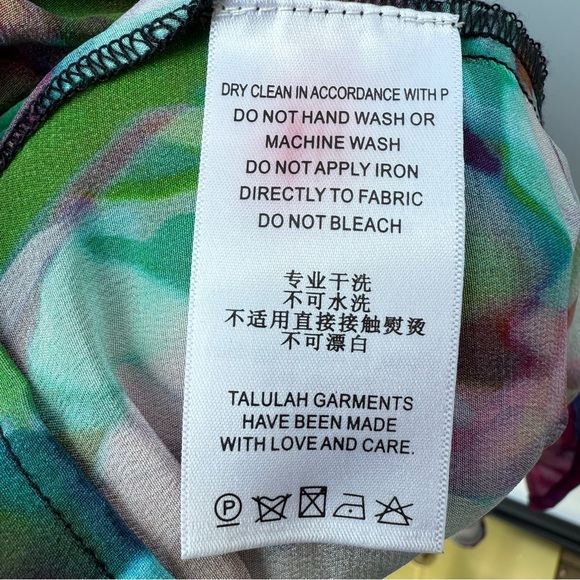 DRY CLEAN IN ACCORDANCE WITH P
DO NOT HAND WASH OR
MACHINE WASH
DO NOT APPLY IRON
DIRECTLY TO FABRIC
DO NOT BLEACH
专业干洗
不可水洗
不适用直接接触熨烫
不可漂白
TALULAH GARMENTS
HAVE BEEN MADE
WITH LOVE AND CARE.
P